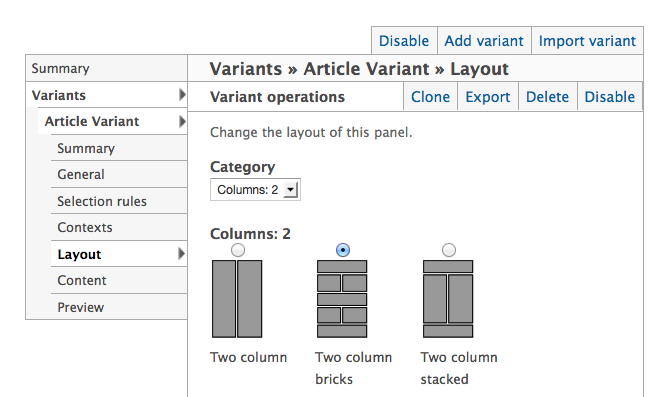 Disable Add variant Import variant
Summary
Variants » Article Variant » Layout
Variants
Variant operations Clone Export Delete Disable
Article Variant
Summary
General
Selection rules
Contexts
Layout
Content
Preview
Change the layout of this panel.
Category
Columns: 2
Columns: 2
Two column
Two column
bricks
Two column
stacked